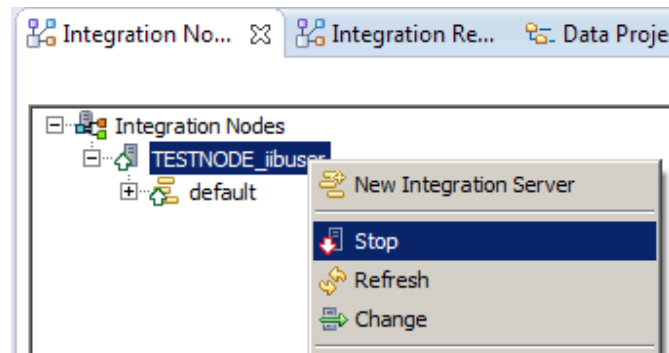 Integration No... Integration Re... Data Proje
Integration Nodes
TESTNODE_iibuser
default
New Integration Server
Stop
Refresh
Change